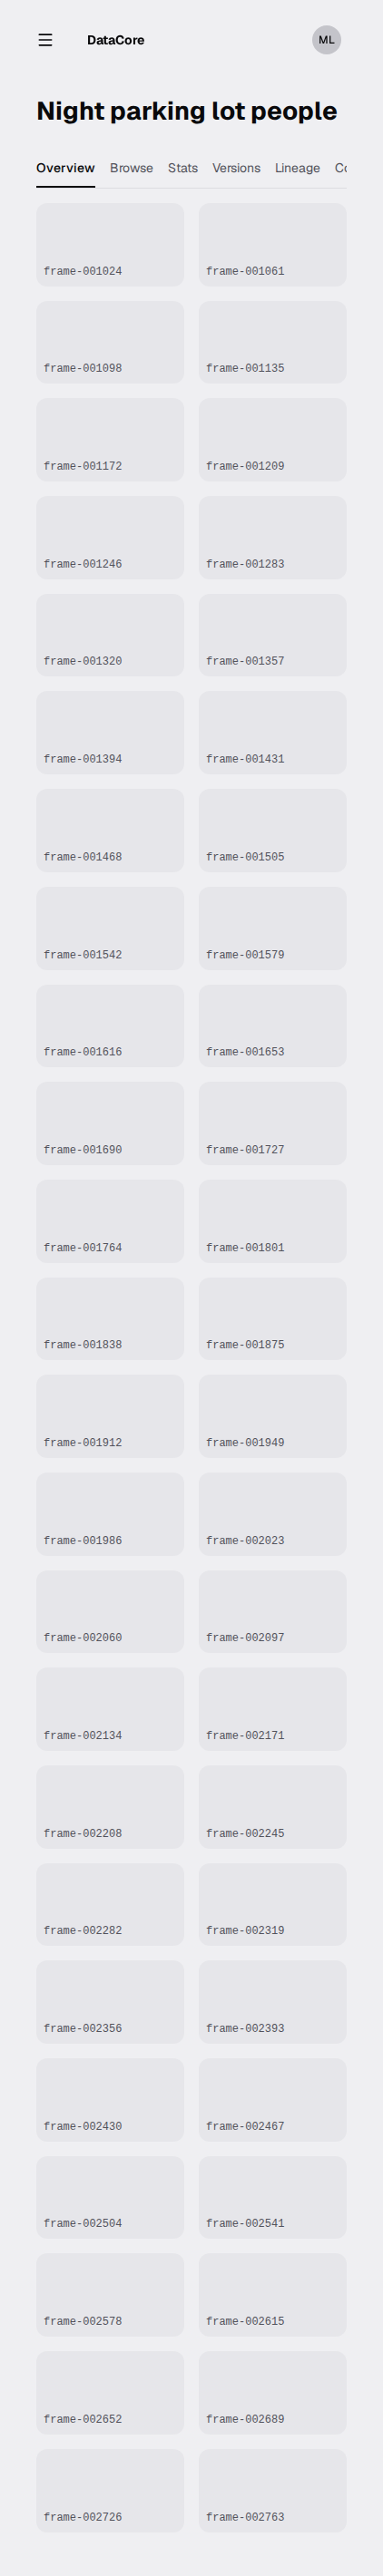 DataCore
ML
Night parking lot people
Overview Browse Stats Versions Lineage
frame-001024 frame-001061
frame-001098 frame-001135
frame-001172 frame-001209
frame-001246 frame-001283
frame-001320 frame-001357
frame-001394 frame-001431
frame-001468 frame-001505
frame-001542 frame-001579
frame-001616 frame-001653
frame-001690 frame-001727
frame-001764 frame-001801
frame-001838 frame-001875
frame-001912 frame-001949
frame-001986 frame-002023
frame-002060 frame-002097
frame-002134 frame-002171
frame-002208 frame-002245
frame-002282 frame-002319
frame-002356 frame-002393
frame-002430 frame-002467
frame-002504 frame-002541
frame-002578 frame-002615
frame-002652 frame-002689
frame-002726 frame-002763